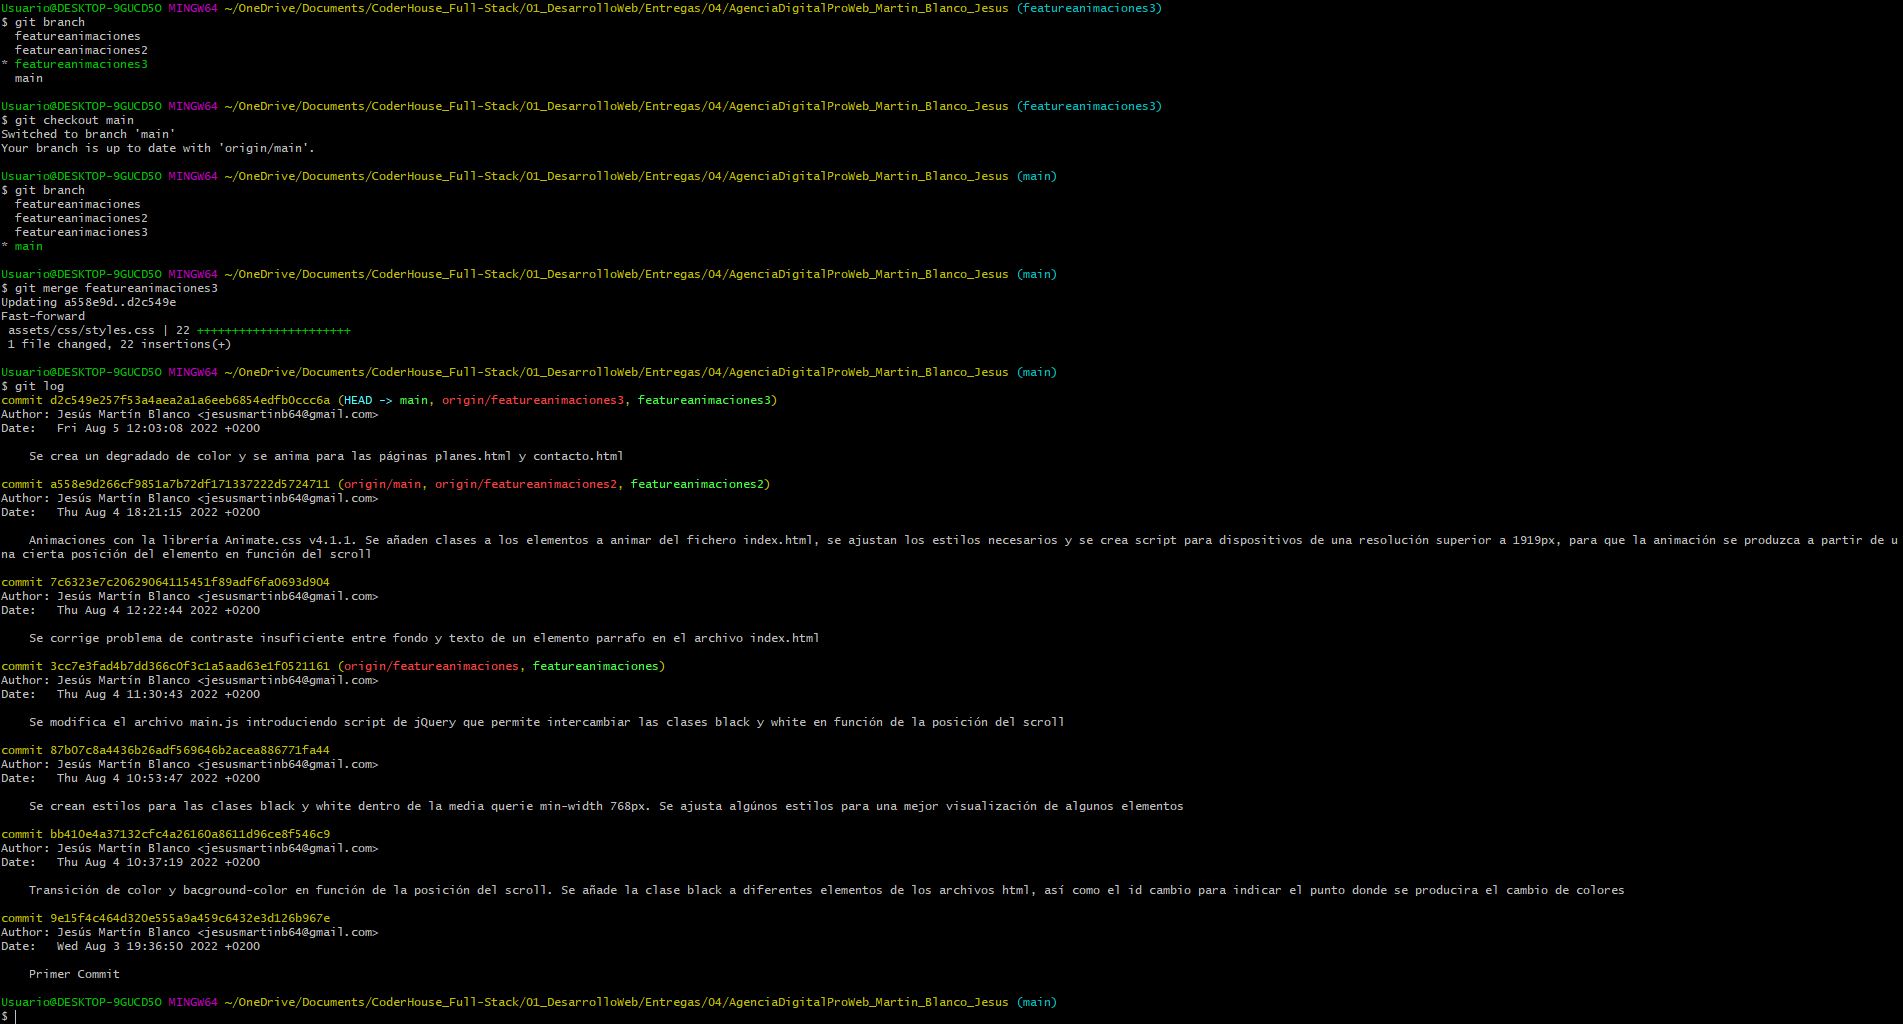 Usuario@DESKTOP-9GUCD5O MINGW64 ~/OneDrive/Documents/CoderHouse_Full-Stack/01_DesarrolloWeb/Entregas/04/AgenciaDigitalProWeb_Martin_Blanco_Jesus (featureanimaciones3)
$ git branch
  featureanimaciones
  featureanimaciones2
* featureanimaciones3
  main

Usuario@DESKTOP-9GUCD5O MINGW64 ~/OneDrive/Documents/CoderHouse_Full-Stack/01_DesarrolloWeb/Entregas/04/AgenciaDigitalProWeb_Martin_Blanco_Jesus (featureanimaciones3)
$ git checkout main
Switched to branch 'main'
Your branch is up to date with 'origin/main'.

Usuario@DESKTOP-9GUCD5O MINGW64 ~/OneDrive/Documents/CoderHouse_Full-Stack/01_DesarrolloWeb/Entregas/04/AgenciaDigitalProWeb_Martin_Blanco_Jesus (main)
$ git branch
  featureanimaciones
  featureanimaciones2
  featureanimaciones3
* main

Usuario@DESKTOP-9GUCD5O MINGW64 ~/OneDrive/Documents/CoderHouse_Full-Stack/01_DesarrolloWeb/Entregas/04/AgenciaDigitalProWeb_Martin_Blanco_Jesus (main)
$ git merge featureanimaciones3
Updating a558e9d..d2c549e
Fast-forward
 assets/css/styles.css | 22 ++++++++++++++++++++++
 1 file changed, 22 insertions(+)

Usuario@DESKTOP-9GUCD5O MINGW64 ~/OneDrive/Documents/CoderHouse_Full-Stack/01_DesarrolloWeb/Entregas/04/AgenciaDigitalProWeb_Martin_Blanco_Jesus (main)
$ git log
commit d2c549e257f53a4aea2a1a6eeb6854edfb0ccc6a (HEAD -> main, origin/featureanimaciones3, featureanimaciones3)
Author: Jesús Martín Blanco <jesusmartinb64@gmail.com>
Date:   Fri Aug 5 12:03:08 2022 +0200

    Se crea un degradado de color y se anima para las páginas planes.html y contacto.html

commit a558e9d266cf9851a7b72df171337222d5724711 (origin/main, origin/featureanimaciones2, featureanimaciones2)
Author: Jesús Martín Blanco <jesusmartinb64@gmail.com>
Date:   Thu Aug 4 18:21:15 2022 +0200

    Animaciones con la librería Animate.css v4.1.1. Se añaden clases a los elementos a animar del fichero index.html, se ajustan los estilos necesarios y se crea script para dispositivos de una resolución superior a 1919px, para que la animación se produzca a partir de u
na cierta posición del elemento en función del scroll

commit 7c6323e7c20629064115451f89adf6fa0693d904
Author: Jesús Martín Blanco <jesusmartinb64@gmail.com>
Date:   Thu Aug 4 12:22:44 2022 +0200

    Se corrige problema de contraste insuficiente entre fondo y texto de un elemento parrafo en el archivo index.html

commit 3cc7e3fad4b7dd366c0f3c1a5aad63e1f0521161 (origin/featureanimaciones, featureanimaciones)
Author: Jesús Martín Blanco <jesusmartinb64@gmail.com>
Date:   Thu Aug 4 11:30:43 2022 +0200

    Se modifica el archivo main.js introduciendo script de jQuery que permite intercambiar las clases black y white en función de la posición del scroll

commit 87b07c8a4436b26adf569646b2acea886771fa44
Author: Jesús Martín Blanco <jesusmartinb64@gmail.com>
Date:   Thu Aug 4 10:53:47 2022 +0200

    Se crean estilos para las clases black y white dentro de la media querie min-width 768px. Se ajusta algúnos estilos para una mejor visualización de algunos elementos

commit bb410e4a37132cfc4a26160a8611d96ce8f546c9
Author: Jesús Martín Blanco <jesusmartinb64@gmail.com>
Date:   Thu Aug 4 10:37:19 2022 +0200

    Transición de color y bacground-color en función de la posición del scroll. Se añade la clase black a diferentes elementos de los archivos html, así como el id cambio para indicar el punto donde se producira el cambio de colores

commit 9e15f4c464d320e555a9a459c6432e3d126b967e
Author: Jesús Martín Blanco <jesusmartinb64@gmail.com>
Date:   Wed Aug 3 19:36:50 2022 +0200

    Primer Commit

Usuario@DESKTOP-9GUCD5O MINGW64 ~/OneDrive/Documents/CoderHouse_Full-Stack/01_DesarrolloWeb/Entregas/04/AgenciaDigitalProWeb_Martin_Blanco_Jesus (main)
$